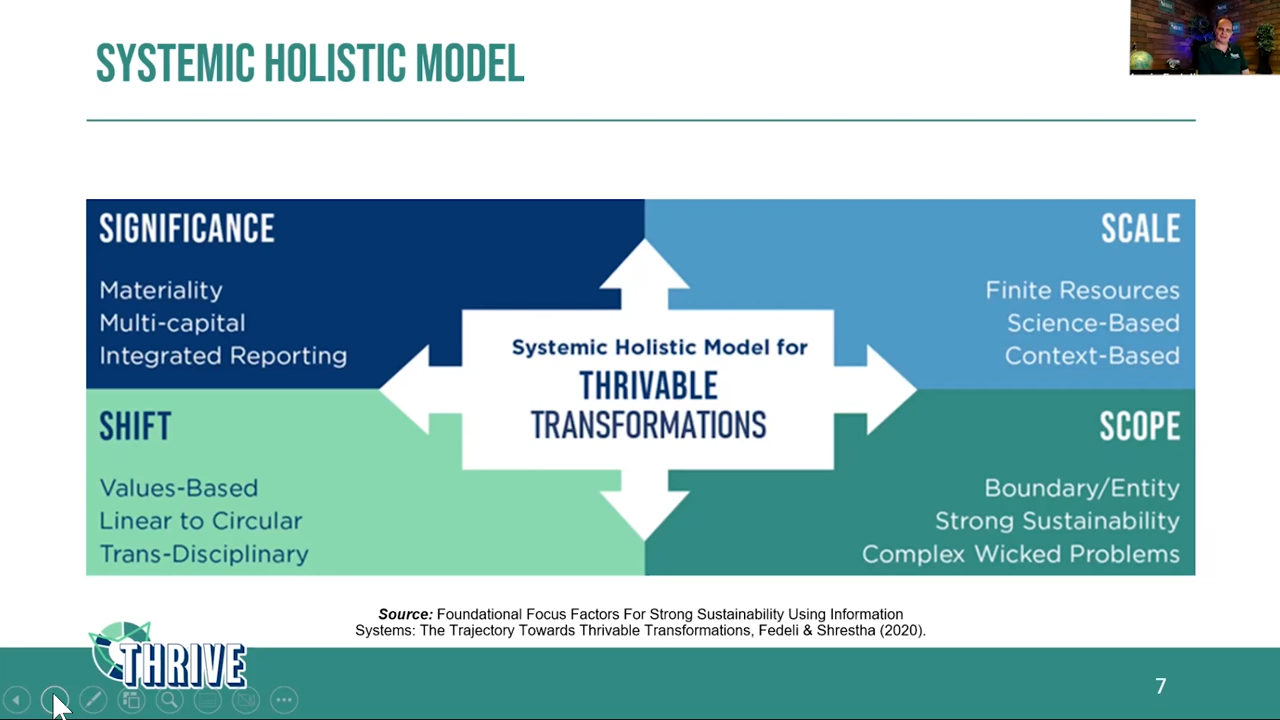 SYSTEMIC HOLISTIC MODEL
SIGNIFICANCE
Materiality
Multi-capital
Integrated Reporting
SCALE
Finite Resources
Science-Based
Context-Based
Systemic Holistic Model for
THRIVABLE
TRANSFORMATIONS
SHIFT
Values-Based
Linear to Circular
Trans-Disciplinary
SCOPE
Boundary/Entity
Strong Sustainability
Complex Wicked Problems
Source: Foundational Focus Factors For Strong Sustainability Using Information
Systems: The Trajectory Towards Thrivable Transformations, Fedeli & Shrestha (2020).
THRIVE
7